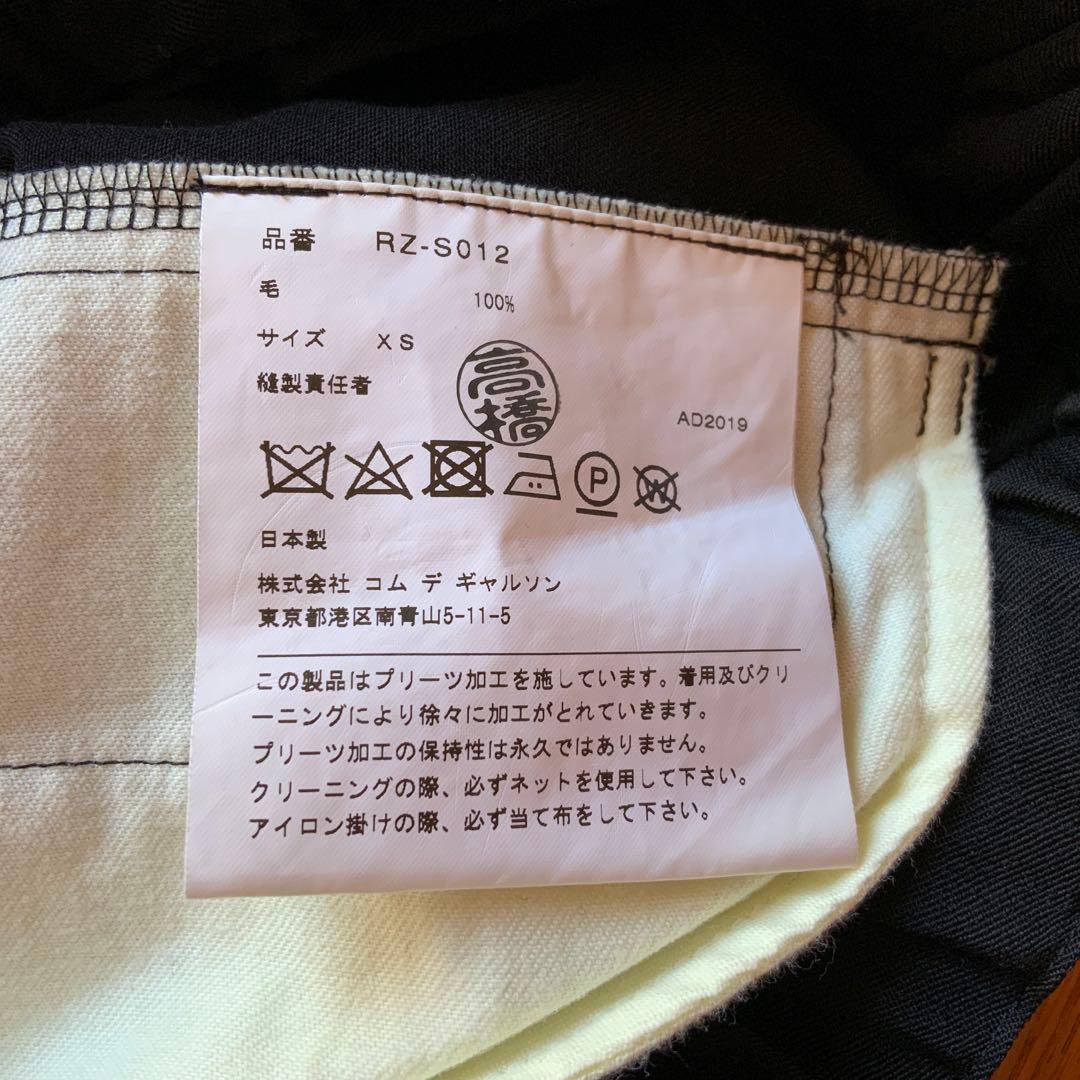 品番 RZ-S012
毛 100%
サイズ XS
縫製責任者
高橋
AD2019
P
W
日本製
株式会社 コム デ ギャルソン
東京都港区南青山5-11-5
この製品はプリーツ加工を施しています。着用及びクリ
ーニングにより徐々に加工がとれていきます。
プリーツ加工の保持性は永久ではありません。
クリーニングの際、必ずネットを使用して下さい。
アイロン掛けの際、必ず当て布をして下さい。